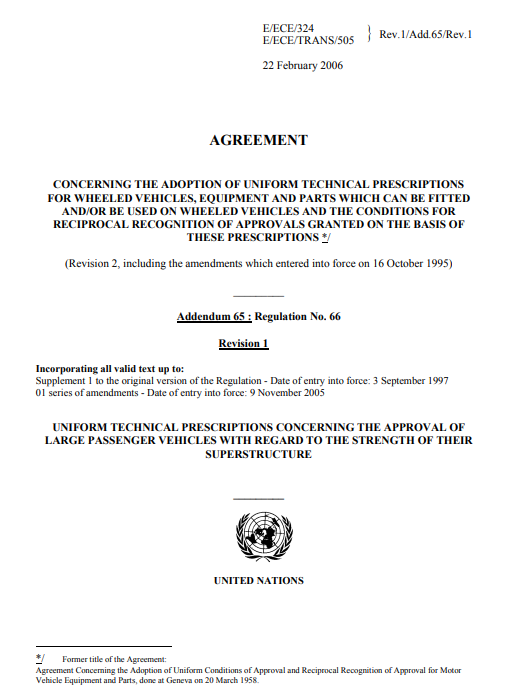 E/ECE/324
E/ECE/TRANS/505
} Rev.1/Add.65/Rev.1
22 February 2006
AGREEMENT
CONCERNING THE ADOPTION OF UNIFORM TECHNICAL PRESCRIPTIONS
FOR WHEELED VEHICLES, EQUIPMENT AND PARTS WHICH CAN BE FITTED
AND/OR BE USED ON WHEELED VEHICLES AND THE CONDITIONS FOR
RECIPROCAL RECOGNITION OF APPROVALS GRANTED ON THE BASIS OF
THESE PRESCRIPTIONS */
(Revision 2, including the amendments which entered into force on 16 October 1995)
Addendum 65 : Regulation No. 66
Revision 1
Incorporating all valid text up to:
Supplement 1 to the original version of the Regulation - Date of entry into force: 3 September 1997
01 series of amendments - Date of entry into force: 9 November 2005
UNIFORM TECHNICAL PRESCRIPTIONS CONCERNING THE APPROVAL OF
LARGE PASSENGER VEHICLES WITH REGARD TO THE STRENGTH OF THEIR
SUPERSTRUCTURE
UNITED NATIONS
*/ Former title of the Agreement:
Agreement Concerning the Adoption of Uniform Conditions of Approval and Reciprocal Recognition of Approval for Motor
Vehicle Equipment and Parts, done at Geneva on 20 March 1958.